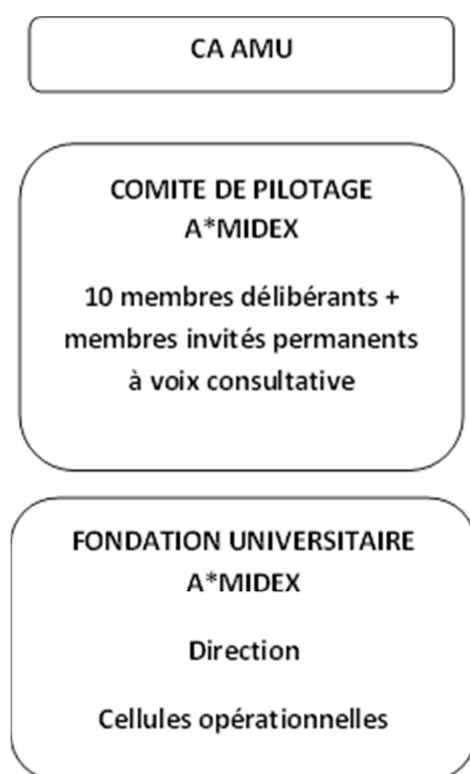 CA AMU
COMITE DE PILOTAGE
A*MIDEX
10 membres délibérants +
membres invités permanents
à voix consultative
FONDATION UNIVERSITAIRE
A*MIDEX
Direction
Cellules opérationnelles